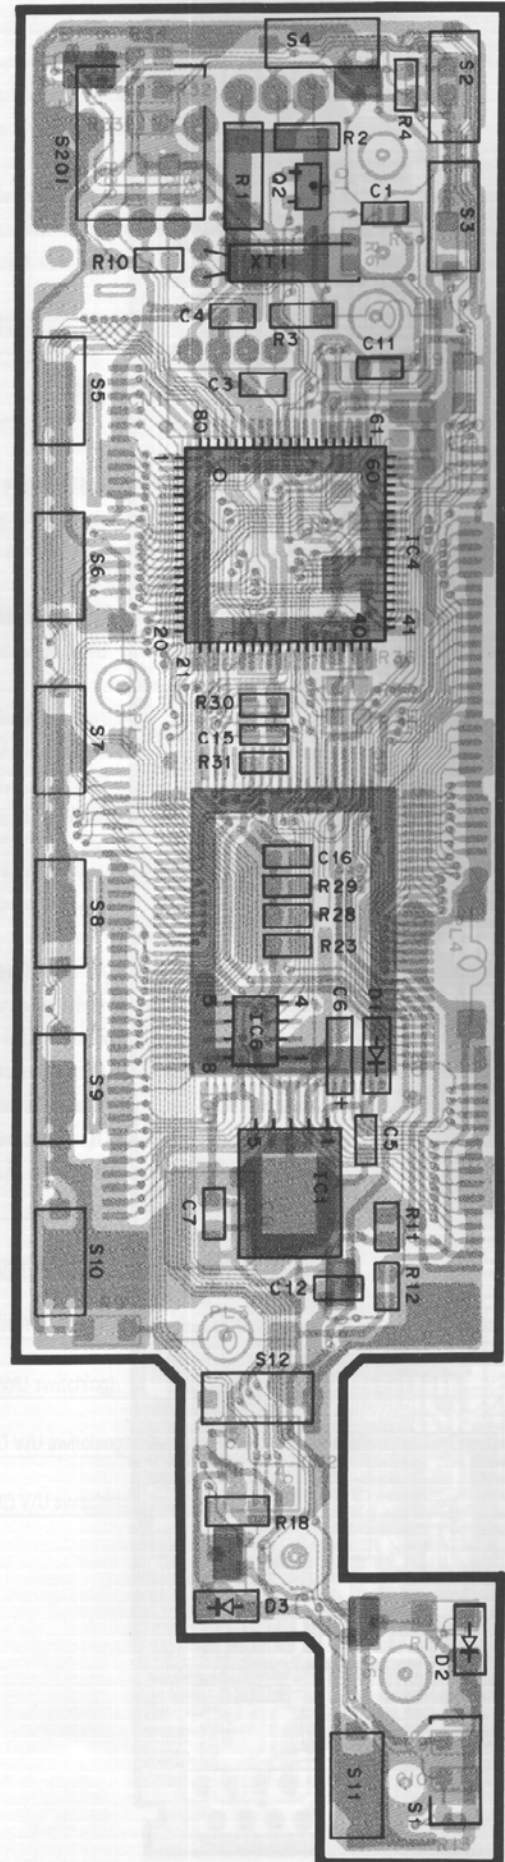 S4
S2
S201
R4
R2
Q2
R1
C1
S3
R10
XT1
C4
R3
C11
C3
S5
80
61
1
60
IC4
S6
20
21
40
41
R30
C15
R31
S7
C16
R29
R28
R23
S8
PL4
5
4
IC6
8
C6
D1
+
S9
C5
5
1
IC1
C7
R11
R12
C12
S10
PL3
S12
R18
D3
D2
S11
S1